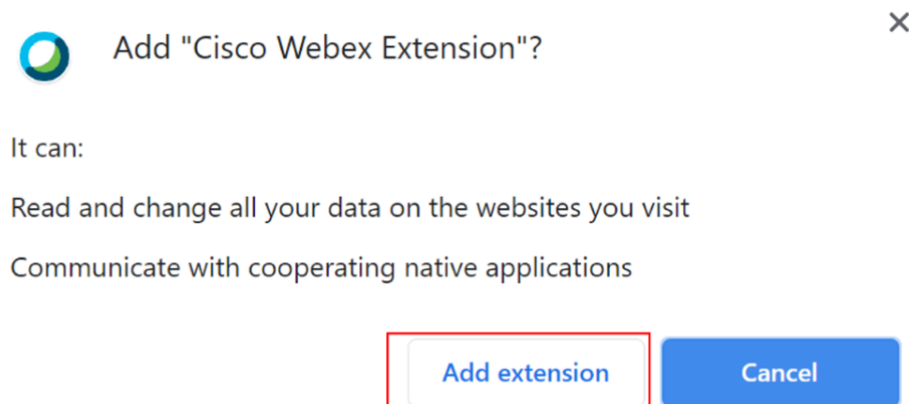 Add "Cisco Webex Extension"?
It can:
Read and change all your data on the websites you visit
Communicate with cooperating native applications
Add extension
Cancel